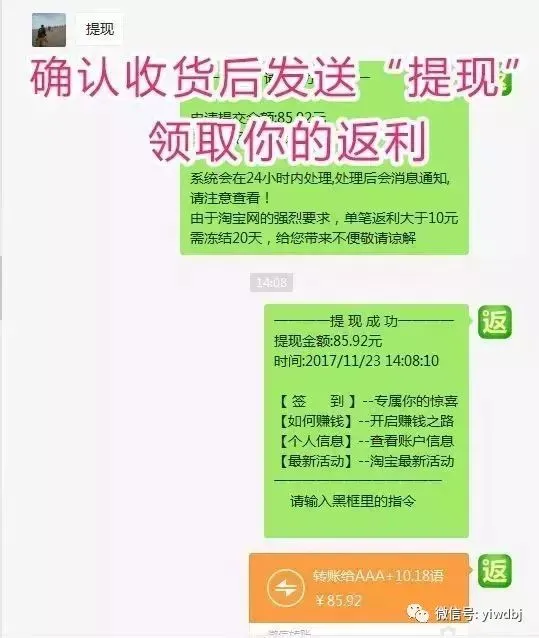 提现
确认收货后发送“提现”
领取你的返利
申请提交金额:85.92元
系统会在24小时内处理,处理后会消息通知,
请注意查看！
由于淘宝网的强烈要求，单笔返利大于10元
需冻结20天，给您带来不便敬请谅解
14:08
————提 现 成 功————
提现金额:85.92元
时间:2017/11/23 14:08:10
返
【 签 到 】--专属你的惊喜
【如何赚钱】--开启赚钱之路
【个人信息】--查看账户信息
【最新活动】--淘宝最新活动
————————————
请输入黑框里的指令
转账给AAA+10.18语
￥85.92
返
微信号: yiwdbj
微信转账